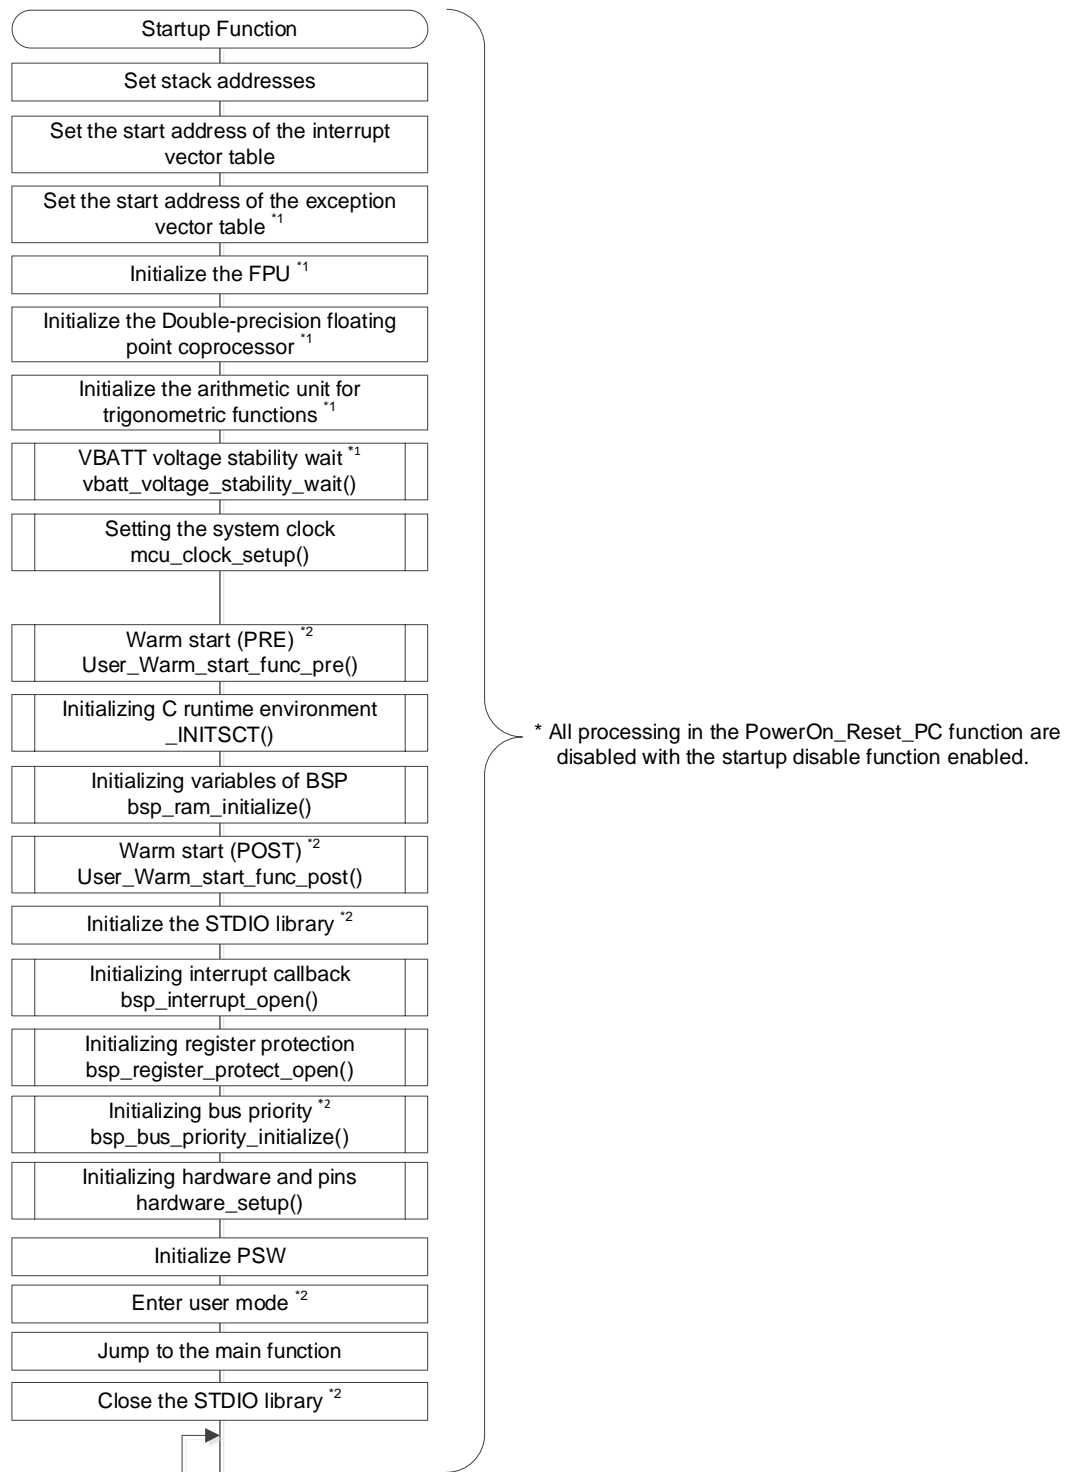 Startup Function
Set stack addresses
Set the start address of the interrupt
vector table
Set the start address of the exception
vector table *1
Initialize the FPU *1
Initialize the Double-precision floating
point coprocessor *1
Initialize the arithmetic unit for
trigonometric functions *1
VBATT voltage stability wait *1
vbatt_voltage_stability_wait()
Setting the system clock
mcu_clock_setup()
Warm start (PRE) *2
User_Warm_start_func_pre()
Initializing C runtime environment
_INITSCT()
Initializing variables of BSP
bsp_ram_initialize()
Warm start (POST) *2
User_Warm_start_func_post()
Initialize the STDIO library *2
Initializing interrupt callback
bsp_interrupt_open()
Initializing register protection
bsp_register_protect_open()
Initializing bus priority *2
bsp_bus_priority_initialize()
Initializing hardware and pins
hardware_setup()
Initialize PSW
Enter user mode *2
Jump to the main function
Close the STDIO library *2
* All processing in the PowerOn_Reset_PC function are
disabled with the startup disable function enabled.